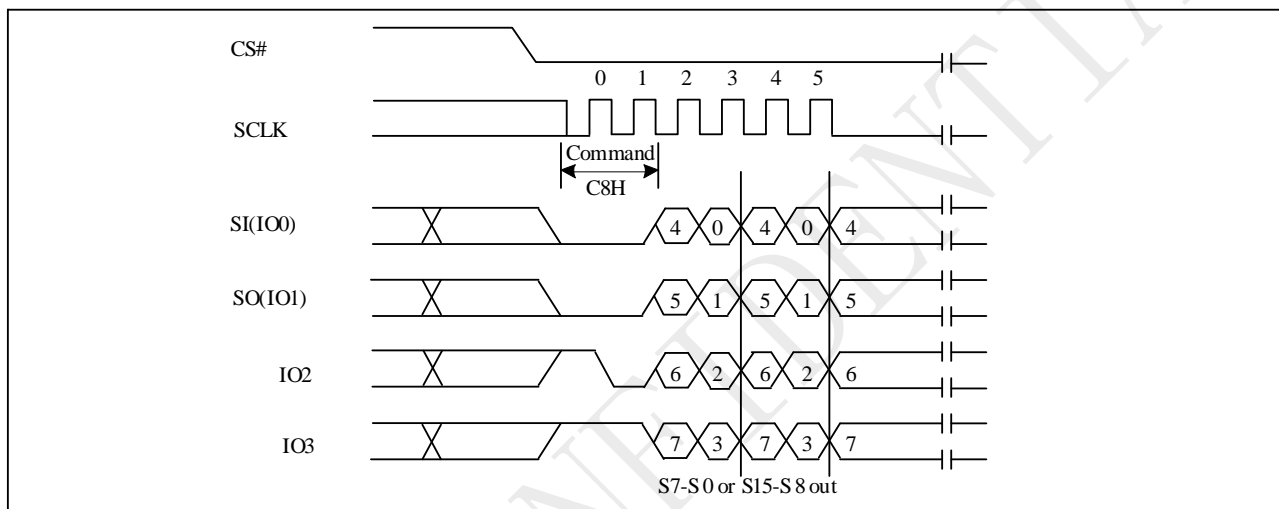 CS#
0 1 2 3 4 5
SCLK
Command
C8H
SI(IO0) 4 0 4 0 4
SO(IO1) 5 1 5 1 5
IO2 6 2 6 2 6
IO3 7 3 7 3 7
S7-S0 or S15-S8 out